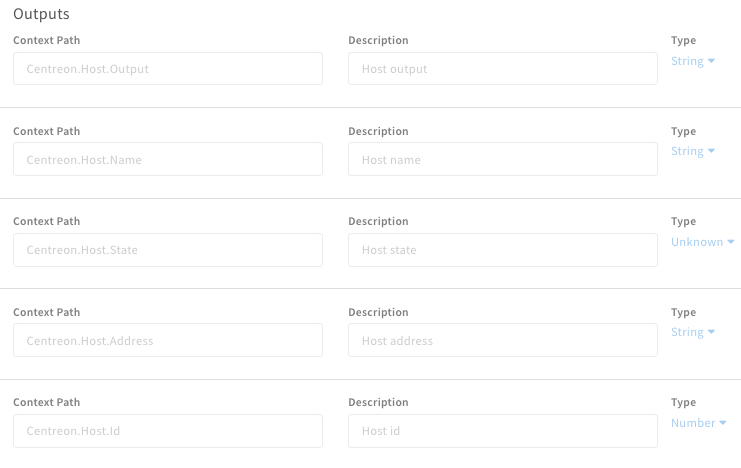 Outputs
Context Path Description Type
Centreon.Host.Output Host output String
Context Path Description Type
Centreon.Host.Name Host name String
Context Path Description Type
Centreon.Host.State Host state Unknown
Context Path Description Type
Centreon.Host.Address Host address String
Context Path Description Type
Centreon.Host.Id Host id Number